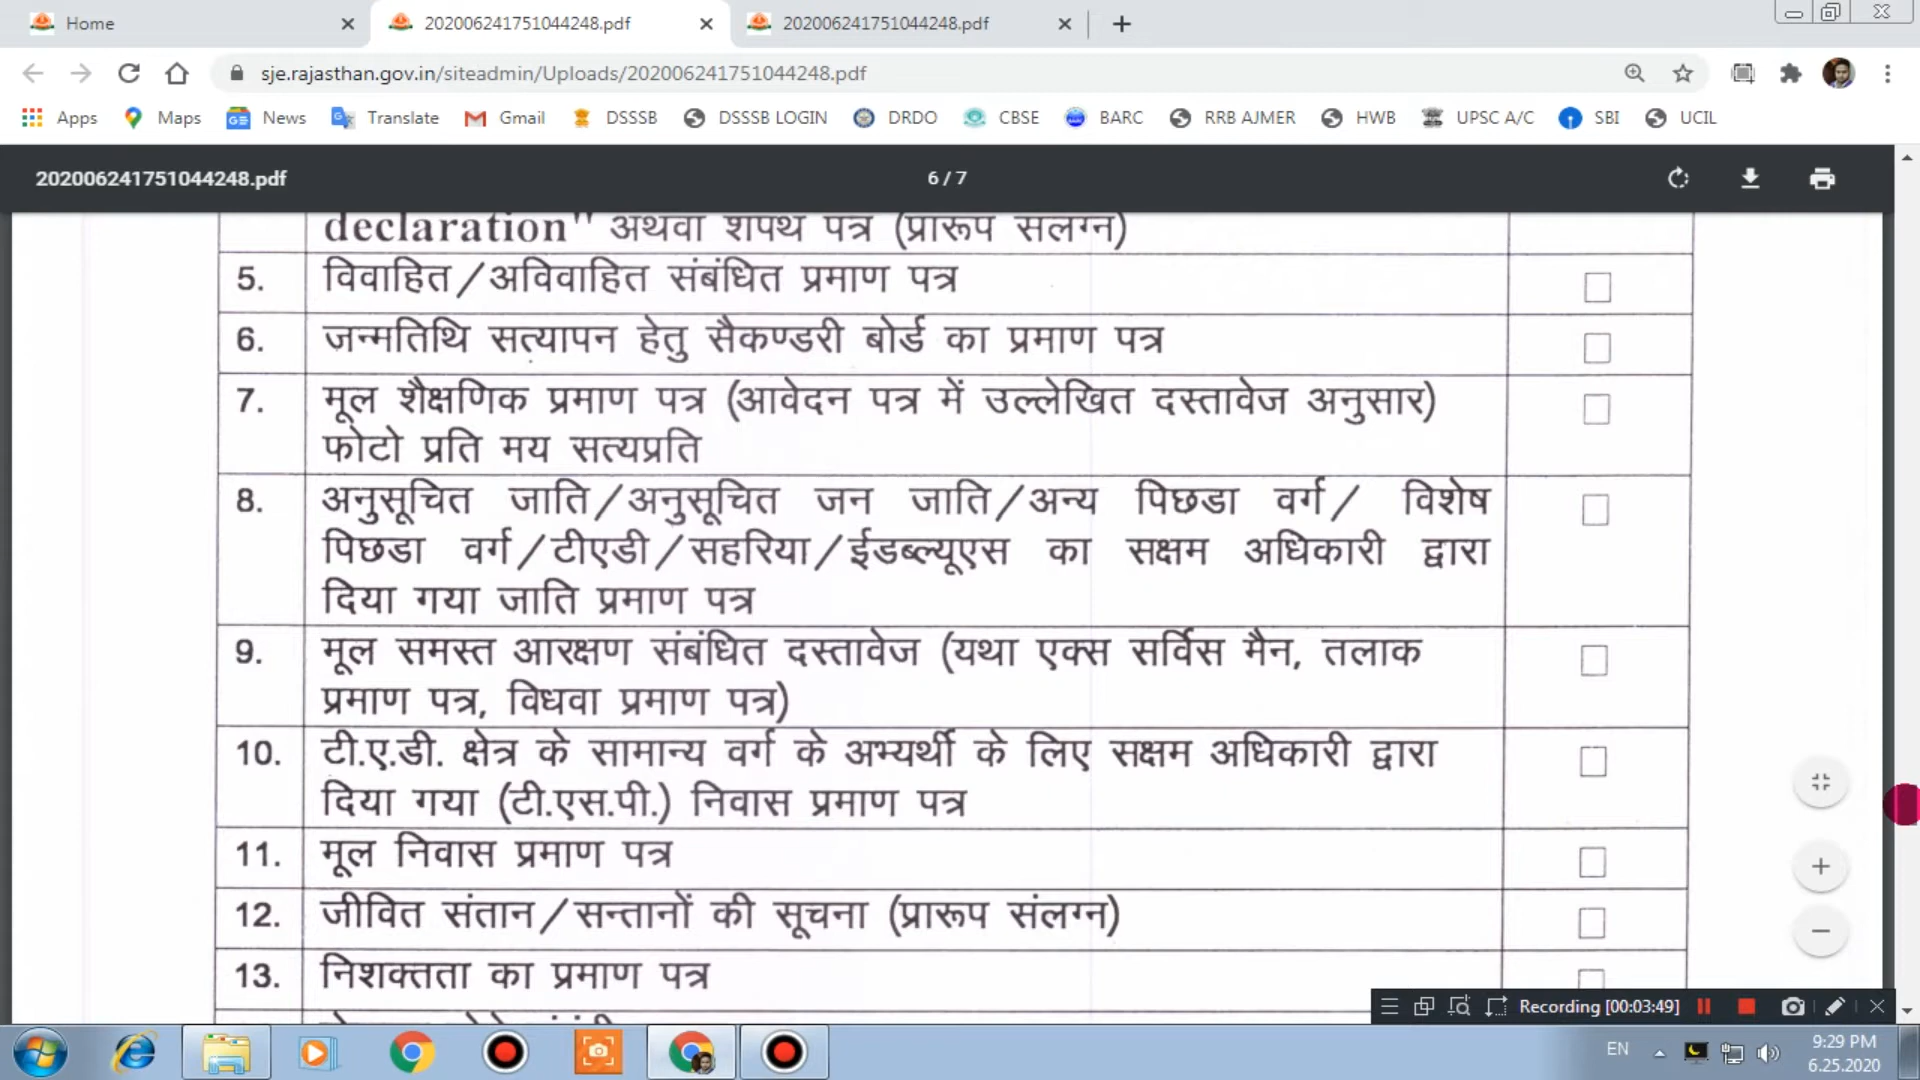 Home
202006241751044248.pdf
202006241751044248.pdf
sje.rajasthan.gov.in/siteadmin/Uploads/202006241751044248.pdf
Apps Maps News Translate Gmail DSSSB DSSSB LOGIN DRDO CBSE BARC RRB AJMER HWB UPSC A/C SBI UCIL
202006241751044248.pdf
6 / 7
declaration" अथवा शपथ पत्र (प्रारूप सलग्न)
5. विवाहित/अविवाहित संबंधित प्रमाण पत्र
6. जन्मतिथि सत्यापन हेतु सैकण्डरी बोर्ड का प्रमाण पत्र
7. मूल शैक्षणिक प्रमाण पत्र (आवेदन पत्र में उल्लेखित दस्तावेज अनुसार)
फोटो प्रति मय सत्यप्रति
8. अनुसूचित जाति/अनुसूचित जन जाति/अन्य पिछडा वर्ग/ विशेष
पिछडा वर्ग/टीएडी/सहरिया/ईडब्ल्यूएस का सक्षम अधिकारी द्वारा
दिया गया जाति प्रमाण पत्र
9. मूल समस्त आरक्षण संबंधित दस्तावेज (यथा एक्स सर्विस मैन, तलाक
प्रमाण पत्र, विधवा प्रमाण पत्र)
10. टी.ए.डी. क्षेत्र के सामान्य वर्ग के अभ्यर्थी के लिए सक्षम अधिकारी द्वारा
दिया गया (टी.एस.पी.) निवास प्रमाण पत्र
11. मूल निवास प्रमाण पत्र
12. जीवित संतान/सन्तानों की सूचना (प्रारूप संलग्न)
13. निशक्तता का प्रमाण पत्र
Recording [00:03:49]
EN
9:29 PM
6.25.2020